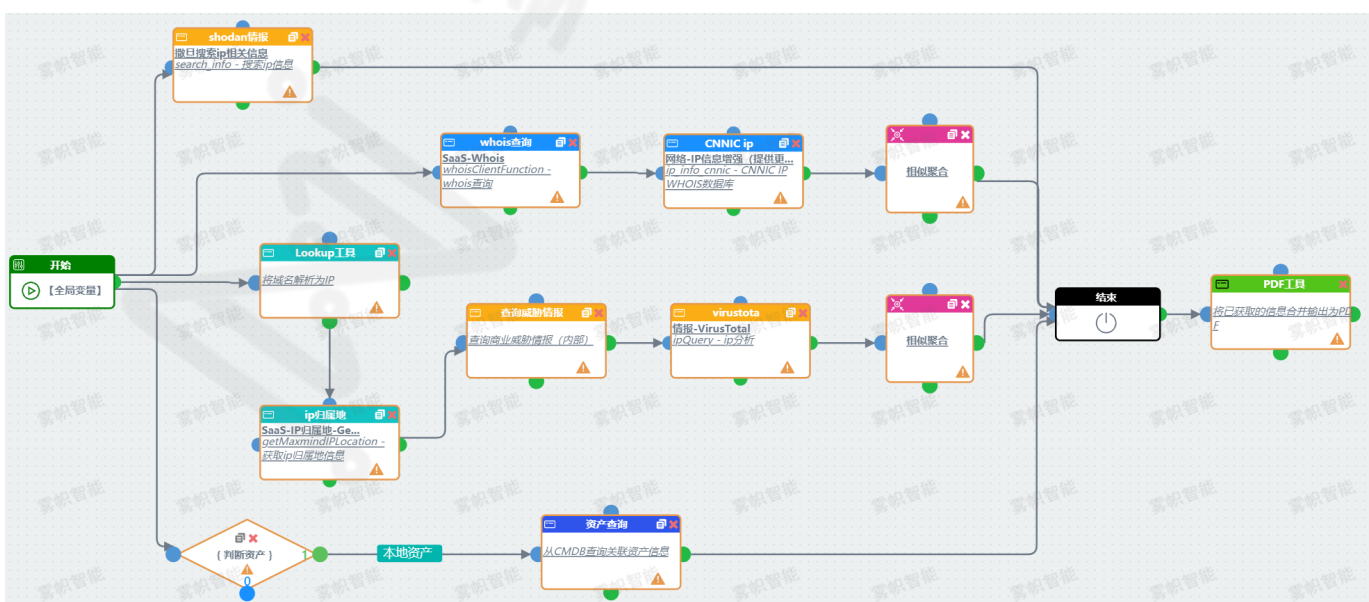 shodan情报
撒旦搜索ip相关信息
search_info - 搜索ip信息
whois查询
SaaS-Whois
whoisClientFunction -
whois查询
CNNIC ip
网络-IP信息增强（提供更...
ip_info_cnnic - CNNIC IP
WHOIS数据库
相似聚合
开始
【全局变量】
Lookup工具
将域名解析为IP
查询威胁情报
查询商业威胁情报（内部）
virustota
情报-VirusTotal
ipQuery - ip分析
相似聚合
结束
PDF工具
将已获取的信息合并输出为PD
F
ip归属地
SaaS-IP归属地-Ge...
getMaxmindIPLocation -
获取ip归属地信息
{ 判断资产 }
1
0
本地资产
资产查询
从CMDB查询关联资产信息
雾帜智能